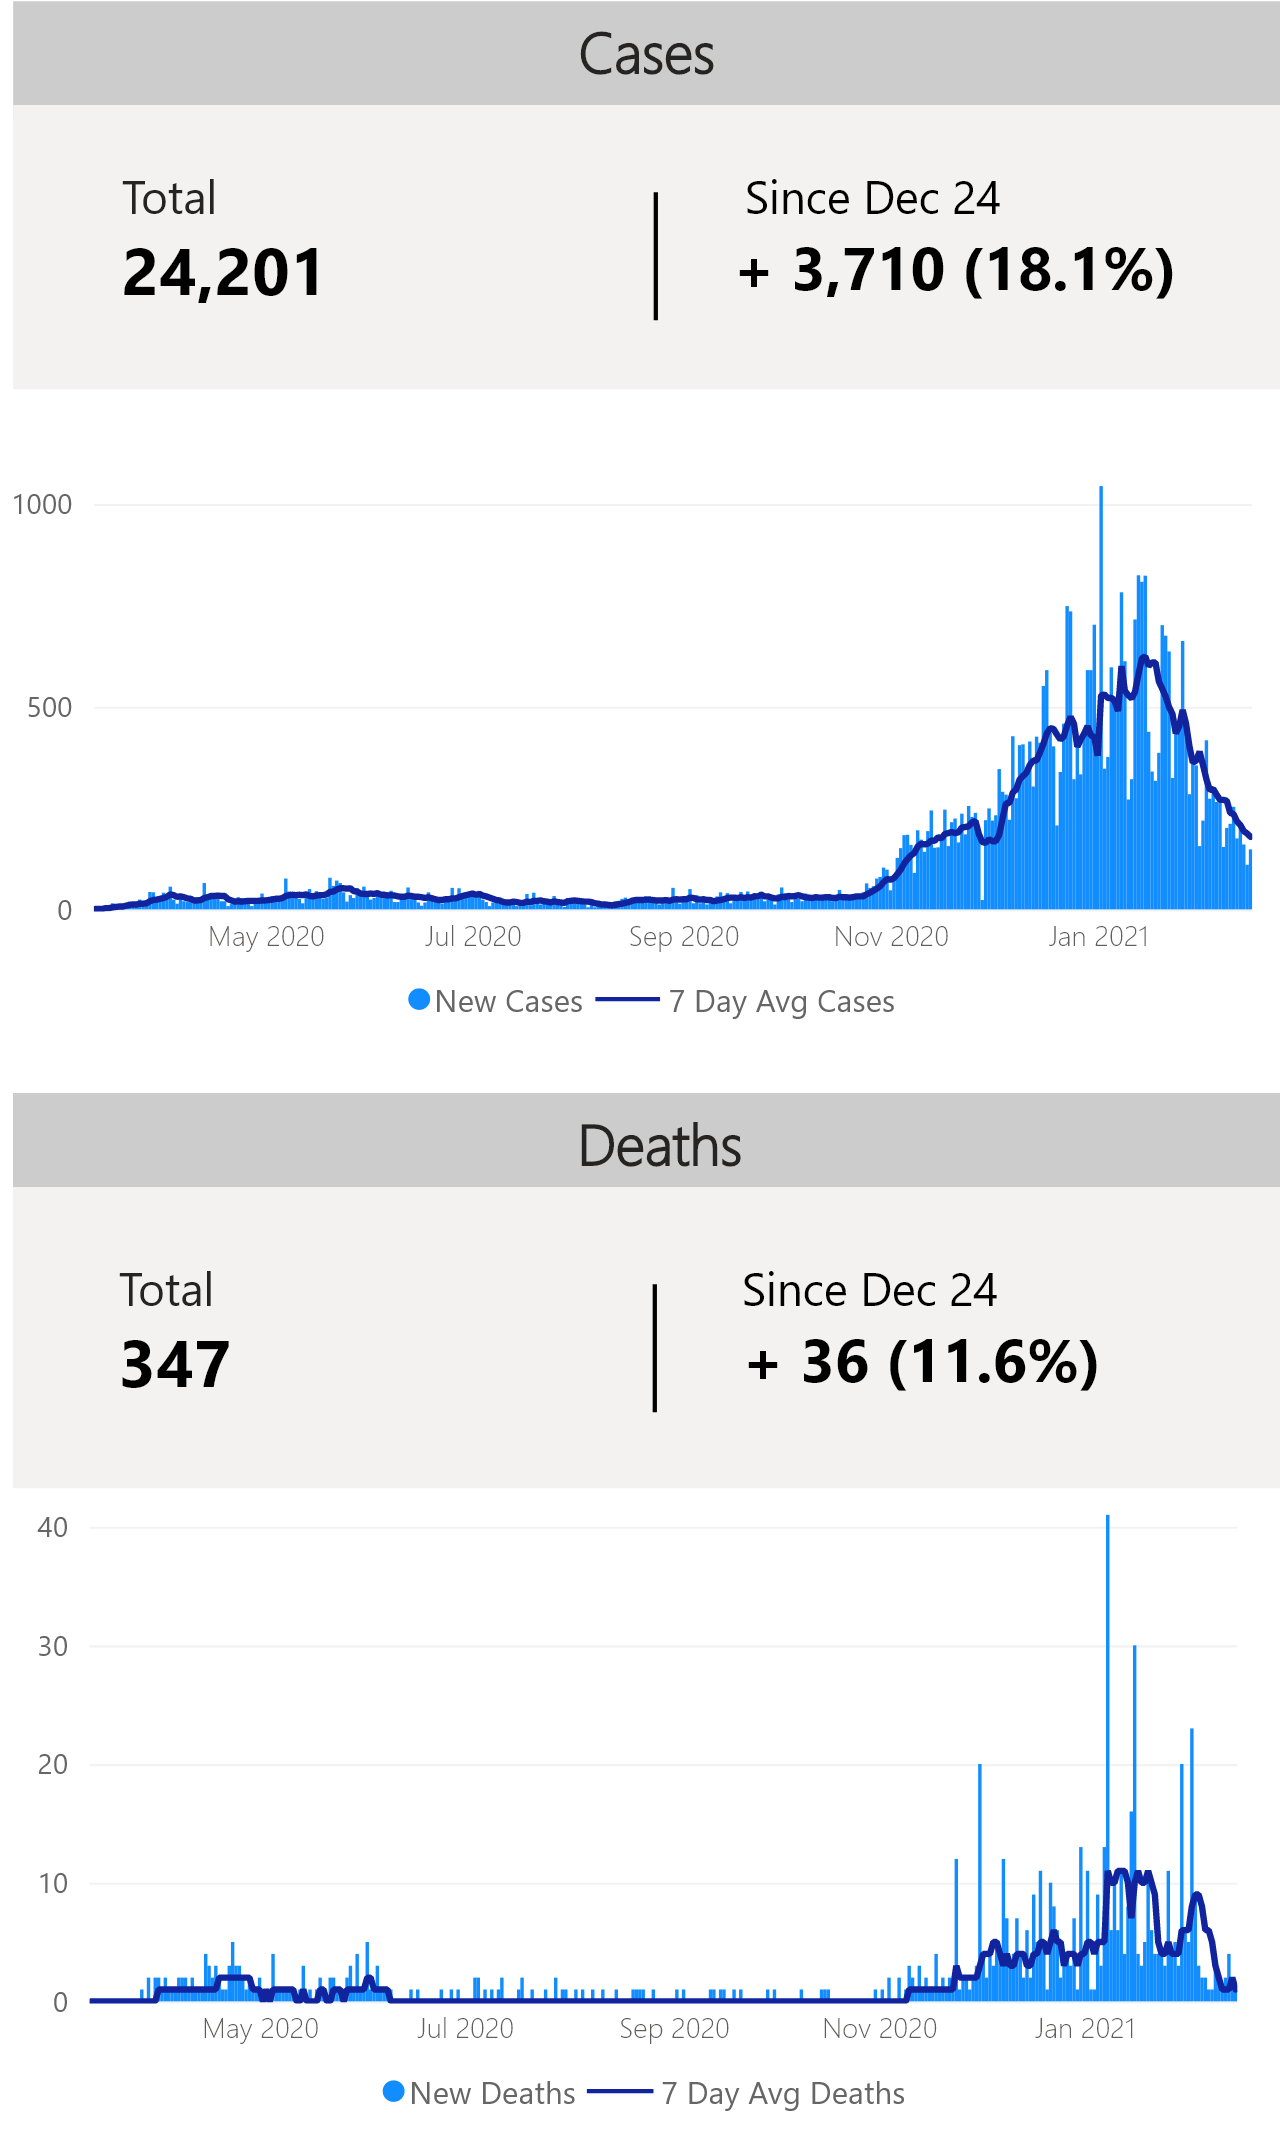 Cases
Total
Since Dec 24
24,201
+ 3,710 (18.1%)
1000
500
0
May 2020
Jul 2020
Sep 2020
Nov 2020
Jan 2021
New Cases
7 Day Avg Cases
Deaths
Total
Since Dec 24
347
+ 36 (11.6%)
40
30
20
10
0
May 2020
Jul 2020
Sep 2020
Nov 2020
Jan 2021
New Deaths
7 Day Avg Deaths